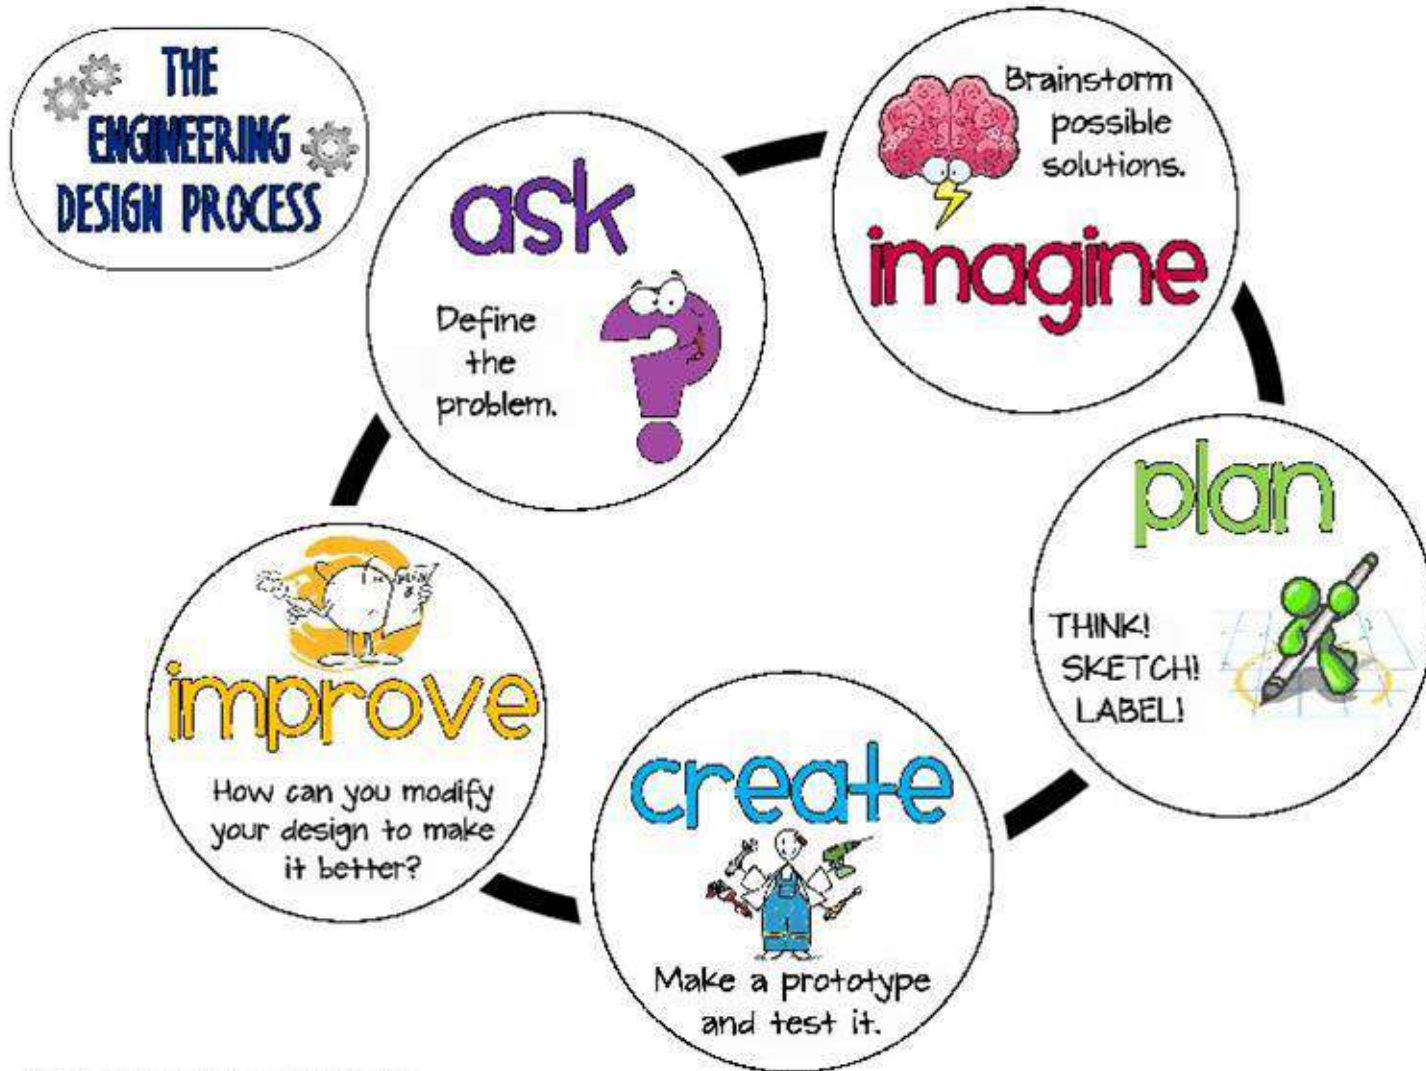 THE
ENGINEERING
DESIGN PROCESS
ask
Define
the
problem.
Brainstorm
possible
solutions.
imagine
plan
THINK!
SKETCH!
LABEL!
create
Make a prototype
and test it.
improve
How can you modify
your design to make
it better?